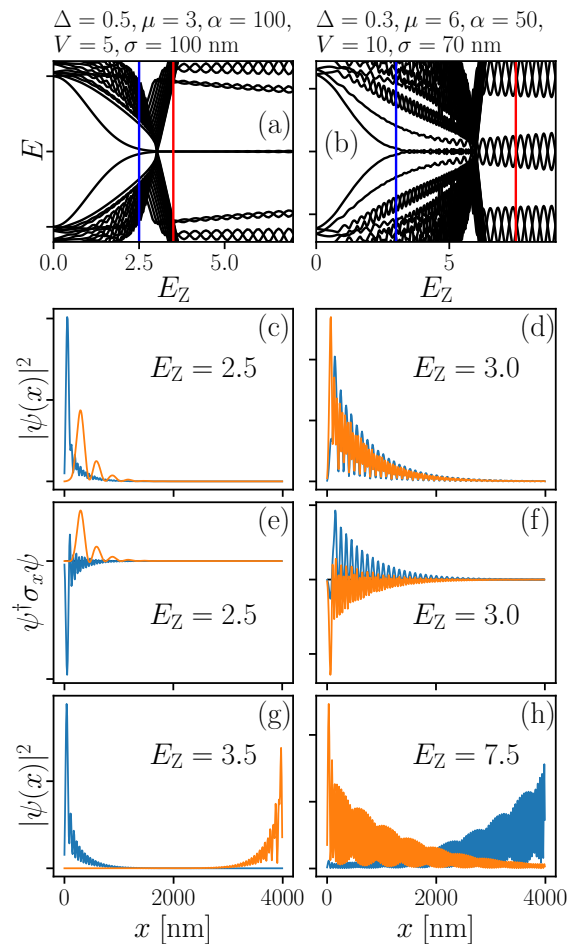 Δ = 0.5, μ = 3, α = 100,
V = 5, σ = 100 nm
Δ = 0.3, μ = 6, α = 50,
V = 10, σ = 70 nm
E
(a)
(b)
0.0
2.5
5.0
0
5
E_Z
E_Z
|ψ(x)|²
(c)
E_Z = 2.5
(d)
E_Z = 3.0
ψ†σₓψ
(e)
E_Z = 2.5
(f)
E_Z = 3.0
|ψ(x)|²
(g)
E_Z = 3.5
(h)
E_Z = 7.5
0
2000
4000
0
2000
4000
x [nm]
x [nm]